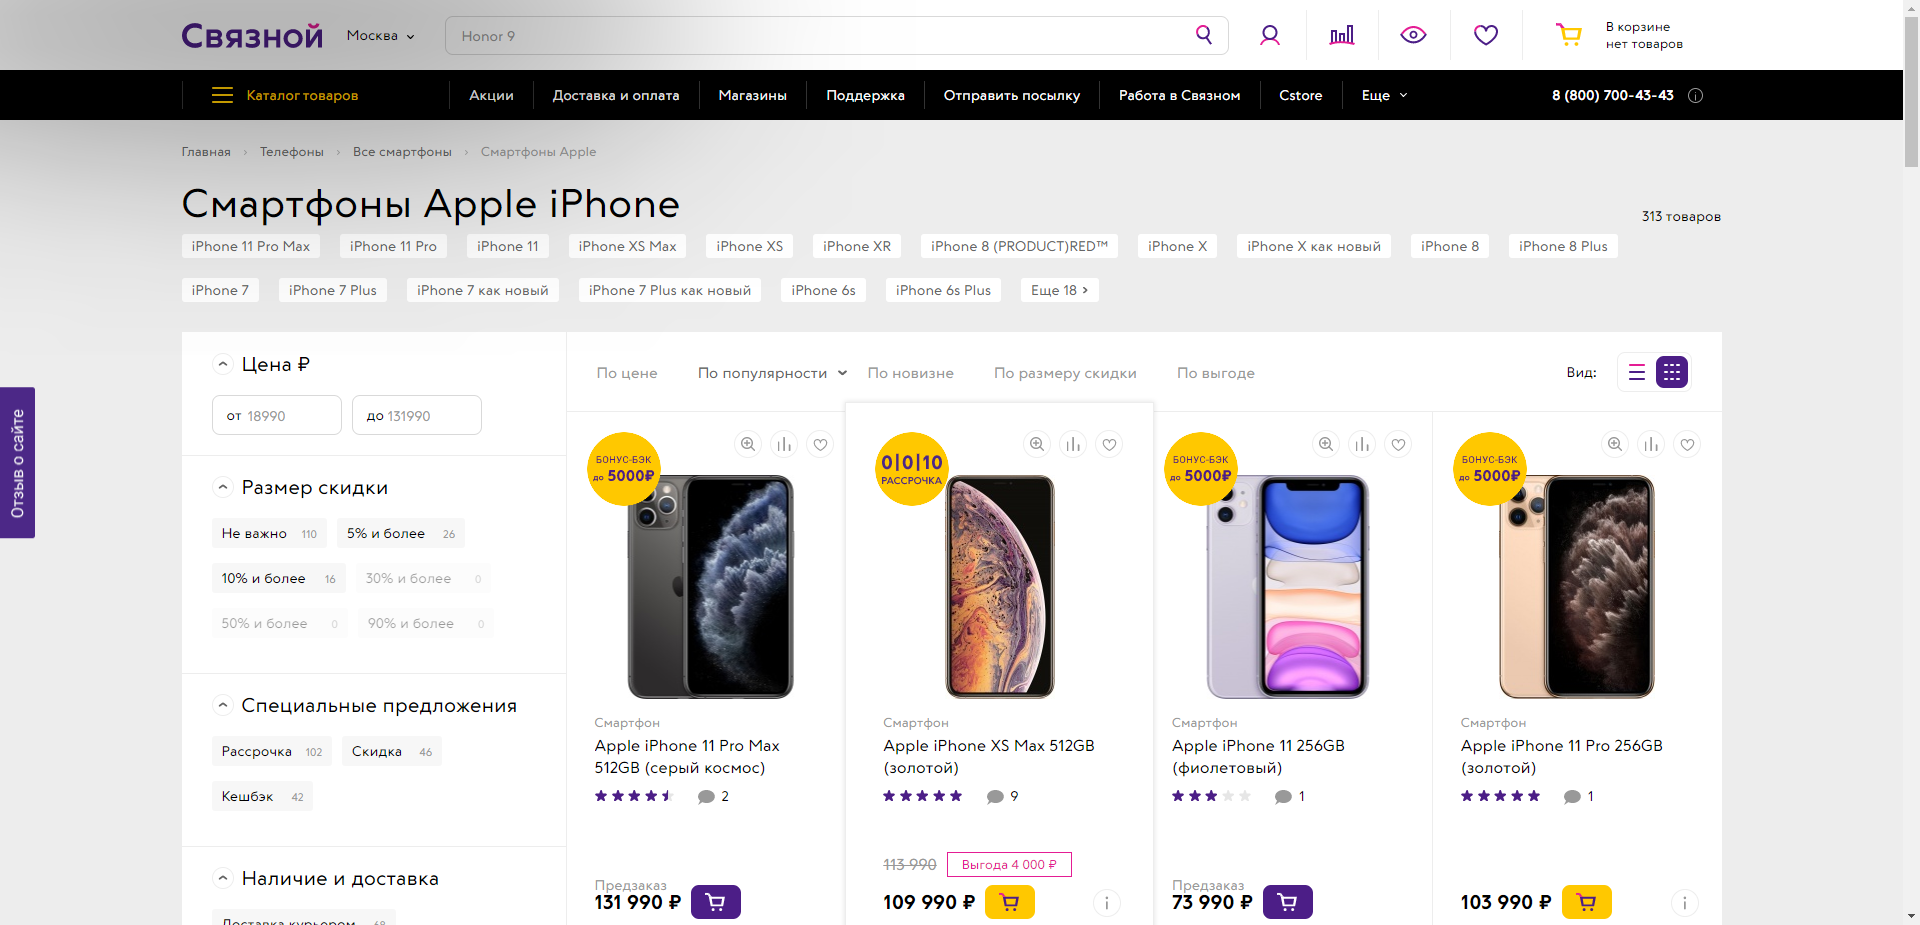 Связной
Москва
Honor 9
В корзине
нет товаров
Каталог товаров
Акции
Доставка и оплата
Магазины
Поддержка
Отправить посылку
Работа в Связном
Cstore
Еще
8 (800) 700-43-43
Главная › Телефоны › Все смартфоны › Смартфоны Apple
Смартфоны Apple iPhone
313 товаров
iPhone 11 Pro Max
iPhone 11 Pro
iPhone 11
iPhone XS Max
iPhone XS
iPhone XR
iPhone 8 (PRODUCT)RED™
iPhone X
iPhone X как новый
iPhone 8
iPhone 8 Plus
iPhone 7
iPhone 7 Plus
iPhone 7 как новый
iPhone 7 Plus как новый
iPhone 6s
iPhone 6s Plus
Еще 18 ›
Отзыв о сайте
Цена ₽
от 18990
до 131990
Размер скидки
Не важно 110
5% и более 26
10% и более 16
30% и более 0
50% и более 0
90% и более 0
Специальные предложения
Рассрочка 102
Скидка 46
Кешбэк 42
Наличие и доставка
Доставка курьером 68
По цене
По популярности
По новизне
По размеру скидки
По выгоде
Вид:
БОНУС-БЭК
до 5000₽
Смартфон
Apple iPhone 11 Pro Max
512GB (серый космос)
2
Предзаказ
131 990 ₽
0|0|10
РАССРОЧКА
Смартфон
Apple iPhone XS Max 512GB
(золотой)
9
113 990
Выгода 4 000 ₽
109 990 ₽
БОНУС-БЭК
до 5000₽
Смартфон
Apple iPhone 11 256GB
(фиолетовый)
1
Предзаказ
73 990 ₽
БОНУС-БЭК
до 5000₽
Смартфон
Apple iPhone 11 Pro 256GB
(золотой)
1
103 990 ₽